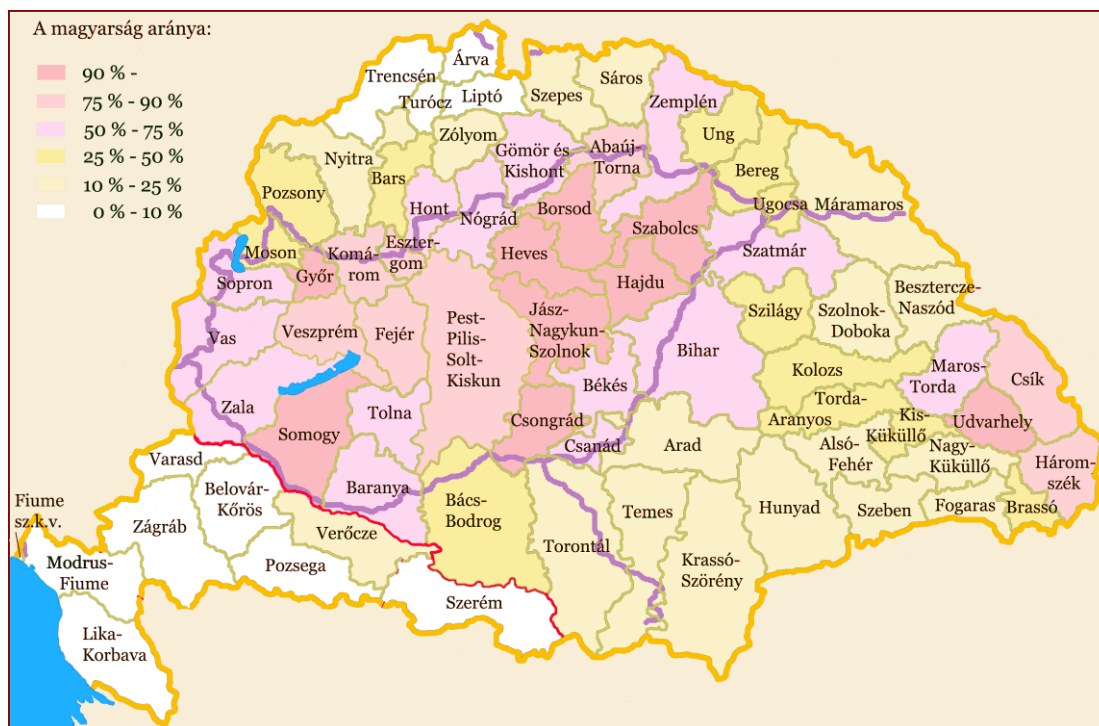 A magyarság aránya:
90 % -
75 % - 90 %
50 % - 75 %
25 % - 50 %
10 % - 25 %
0 % - 10 %
Árva
Trencsén
Turócz
Liptó
Szepes
Sáros
Zemplén
Zólyom
Ung
Nyitra
Bars
Gömör és
Kishont
Abaúj-
Torna
Bereg
Pozsony
Hont
Nógrád
Borsod
Ugocsa
Máramaros
Szabolcs
Moson
Komá-
rom
Eszter-
gom
Heves
Szatmár
Sopron
Győr
Hajdu
Besztercze-
Naszód
Vas
Veszprém
Fejér
Pest-
Pilis-
Solt-
Kiskun
Jász-
Nagykun-
Szolnok
Szilágy
Szolnok-
Doboka
Bihar
Maros-
Torda
Csík
Kolozs
Békés
Zala
Tolna
Torda-
Aranyos
Kis-
Küküllő
Udvarhely
Somogy
Csongrád
Csanád
Arad
Alsó-
Fehér
Nagy-
Küküllő
Három-
szék
Varasd
Baranya
Belovár-
Kőrös
Bács-
Bodrog
Temes
Hunyad
Szeben
Fogaras
Brassó
Fiume
sz.k.v.
Zágráb
Verőcze
Torontál
Modrus-
Fiume
Pozsega
Krassó-
Szörény
Szerém
Lika-
Korbava